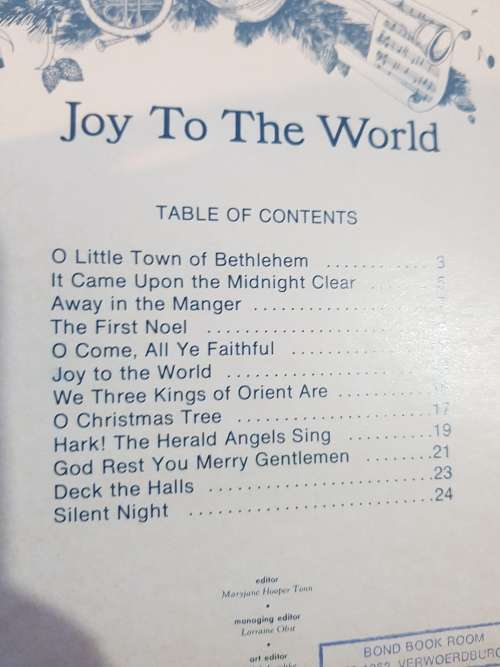 Joy To The World
TABLE OF CONTENTS
O Little Town of Bethlehem .............. 3
It Came Upon the Midnight Clear ..... 5
Away in the Manger ....................
The First Noel ....................
O Come, All Ye Faithful ....................
Joy to the World ....................
We Three Kings of Orient Are ..............
O Christmas Tree .........................17
Hark! The Herald Angels Sing ..........19
God Rest You Merry Gentlemen ........21
Deck the Halls ............................23
Silent Night ..............................24
editor
Maryjane Hooper Tonn
managing editor
Lorraine Obst
art editor
BOND BOOK ROOM
VERWOERDBURG